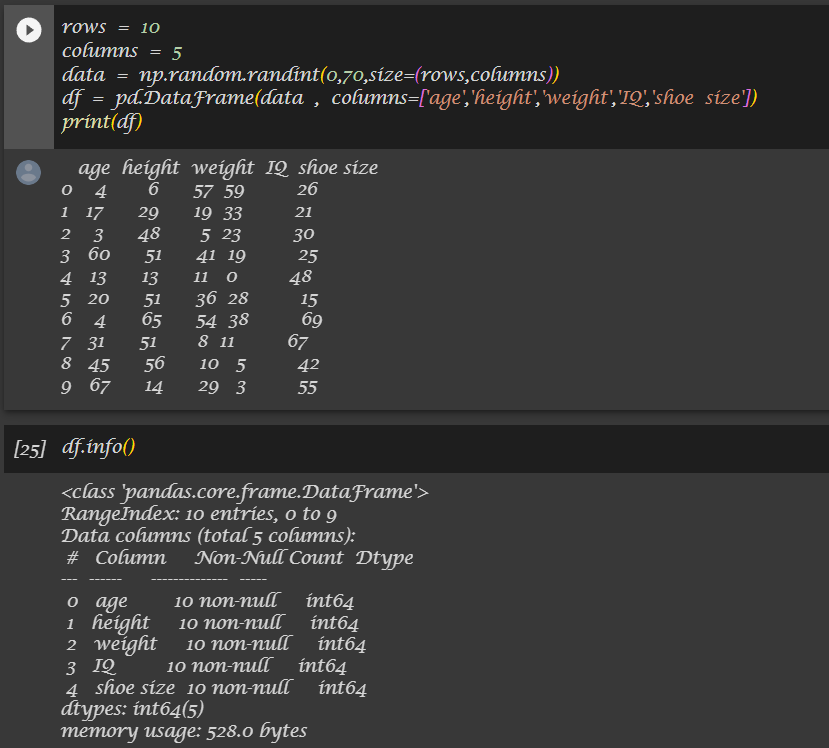 rows = 10
columns = 5
data = np.random.randint(0,70,size=(rows,columns))
df = pd.DataFrame(data , columns=['age','height','weight','IQ','shoe size'])
print(df)
age height weight IQ shoe size
0 4 6 57 59 26
1 17 29 19 33 21
2 3 48 5 23 30
3 60 51 41 19 25
4 13 13 11 0 48
5 20 51 36 28 15
6 4 65 54 38 69
7 31 51 8 11 67
8 45 56 10 5 42
9 67 14 29 3 55
[25] df.info()
<class 'pandas.core.frame.DataFrame'>
RangeIndex: 10 entries, 0 to 9
Data columns (total 5 columns):
# Column Non-Null Count Dtype
--- ------ -------------- -----
0 age 10 non-null int64
1 height 10 non-null int64
2 weight 10 non-null int64
3 IQ 10 non-null int64
4 shoe size 10 non-null int64
dtypes: int64(5)
memory usage: 528.0 bytes